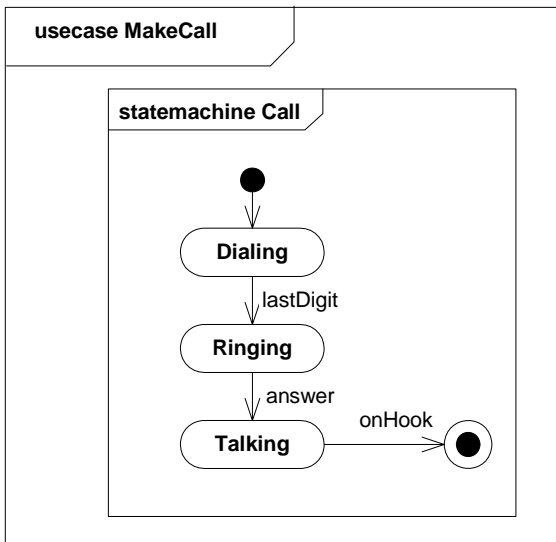 usecase MakeCall
statemachine Call
Dialing
lastDigit
Ringing
answer
onHook
Talking